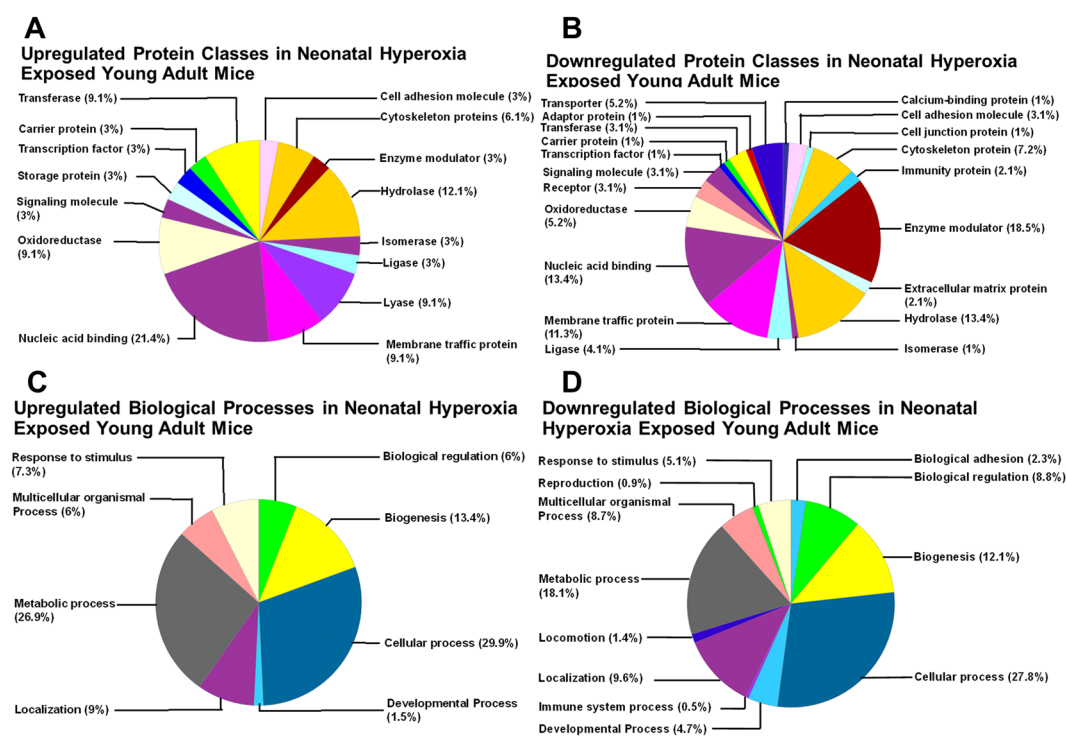 A
Upregulated Protein Classes in Neonatal Hyperoxia
Exposed Young Adult Mice
Transferase (9.1%)
Carrier protein (3%)
Transcription factor (3%)
Storage protein (3%)
Signaling molecule
(3%)
Oxidoreductase
(9.1%)
Nucleic acid binding (21.4%)
Cell adhesion molecule (3%)
Cytoskeleton proteins (6.1%)
Enzyme modulator (3%)
Hydrolase (12.1%)
Isomerase (3%)
Ligase (3%)
Lyase (9.1%)
Membrane traffic protein
(9.1%)
B
Downregulated Protein Classes in Neonatal Hyperoxia
Exposed Young Adult Mice
Transporter (5.2%)
Adaptor protein (1%)
Transferase (3.1%)
Carrier protein (1%)
Transcription factor (1%)
Signaling molecule (3.1%)
Receptor (3.1%)
Oxidoreductase
(5.2%)
Nucleic acid binding
(13.4%)
Membrane traffic protein
(11.3%)
Ligase (4.1%)
Calcium-binding protein (1%)
Cell adhesion molecule (3.1%)
Cell junction protein (1%)
Cytoskeleton protein (7.2%)
Immunity protein (2.1%)
Enzyme modulator (18.5%)
Extracellular matrix protein
(2.1%)
Hydrolase (13.4%)
Isomerase (1%)
C
Upregulated Biological Processes in Neonatal Hyperoxia
Exposed Young Adult Mice
Response to stimulus
(7.3%)
Multicellular organismal
Process (6%)
Metabolic process
(26.9%)
Localization (9%)
Biological regulation (6%)
Biogenesis (13.4%)
Cellular process (29.9%)
Developmental Process
(1.5%)
D
Downregulated Biological Processes in Neonatal
Hyperoxia Exposed Young Adult Mice
Response to stimulus (5.1%)
Reproduction (0.9%)
Multicellular organismal
Process (8.7%)
Metabolic process
(18.1%)
Locomotion (1.4%)
Localization (9.6%)
Immune system process (0.5%)
Developmental Process (4.7%)
Biological adhesion (2.3%)
Biological regulation (8.8%)
Biogenesis (12.1%)
Cellular process (27.8%)